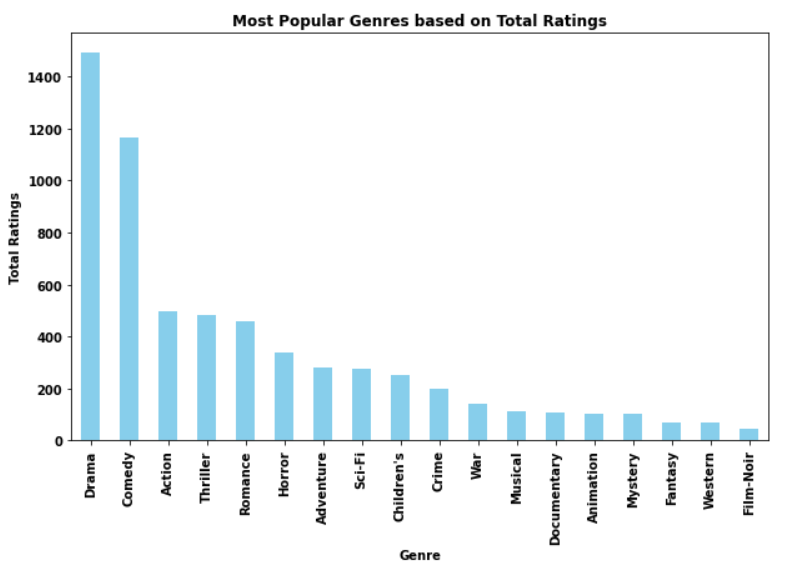 Most Popular Genres based on Total Ratings
1400
1200
1000
800
600
400
200
0
Total Ratings
Drama
Comedy
Action
Thriller
Romance
Horror
Adventure
Sci-Fi
Children's
Crime
War
Musical
Documentary
Animation
Mystery
Fantasy
Western
Film-Noir
Genre